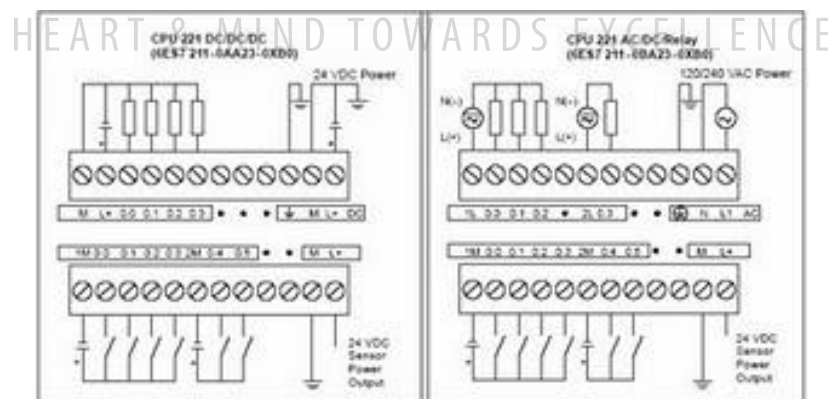 HEART & MIND TOWARDS EXCELLENCE
CPU 221 DC/DC/DC
(6ES7 211-0AA23-0XB0)
24 VDC Power
M L+ 0.0 0.1 0.2 0.3 M L+ DC
1M 0.0 0.1 0.2 0.3 2M 0.4 0.5 M L+
24 VDC
Sensor
Power
Output
CPU 221 AC/DC/Relay
(6ES7 211-0BA23-0XB0)
120/240 VAC Power
N(-) N(-)
L(+) L(+)
1L 0.0 0.1 0.2 2L 0.3 N L1 AC
1M 0.0 0.1 0.2 0.3 2M 0.4 0.5 M L+
24 VDC
Sensor
Power
Output